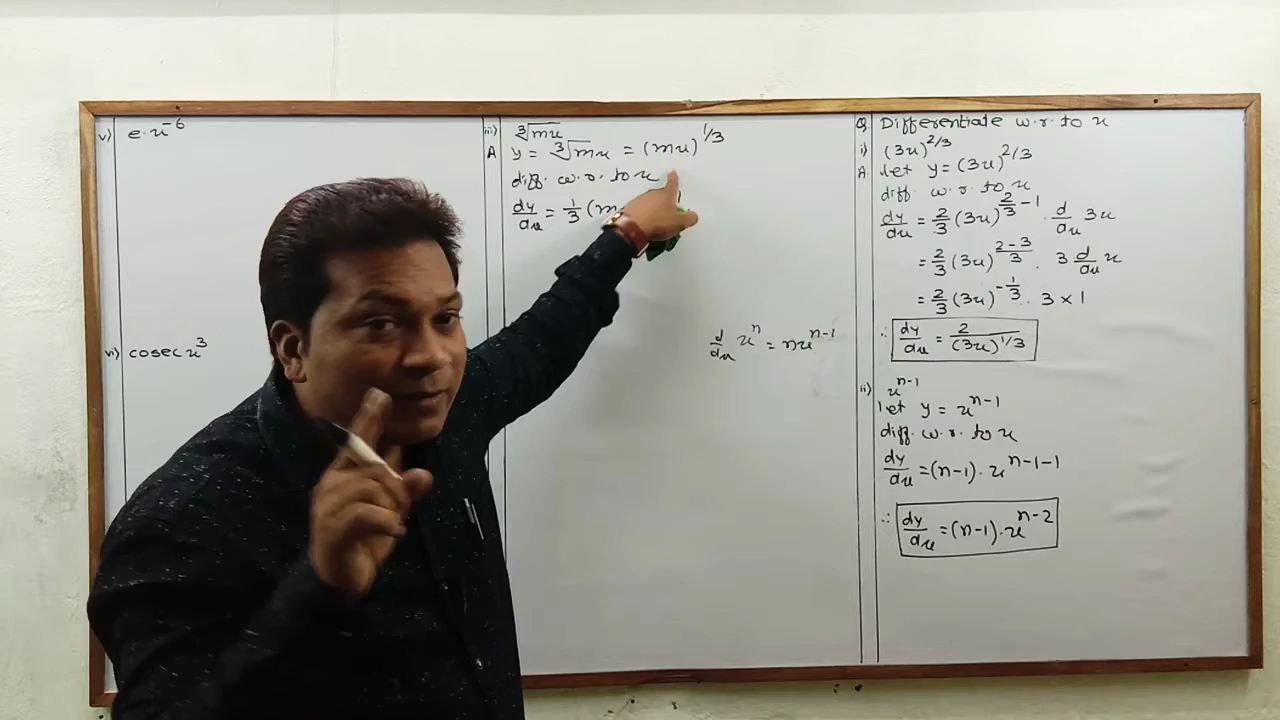 v) e·x⁻⁶
vi) cosec x³
iii) ∛mx
A y = ∛mx = (mx)^1/3
diff. w.r. to x
dy/dx = 1/3 (m
d/dx xⁿ = nx^n-1
Q. Differentiate w.r. to x
i) (3x)^2/3
A let y = (3x)^2/3
diff. w.r. to x
dy/dx = 2/3 (3x)^2/3-1 · d/dx 3x
= 2/3 (3x)^2-3/3 · 3 d/dx x
= 2/3 (3x)^-1/3 · 3 × 1
∴ dy/dx = 2/(3x)^1/3
ii) x^n-1
let y = x^n-1
diff. w.r. to x
dy/dx = (n-1) · x^n-1-1
∴ dy/dx = (n-1) · x^n-2